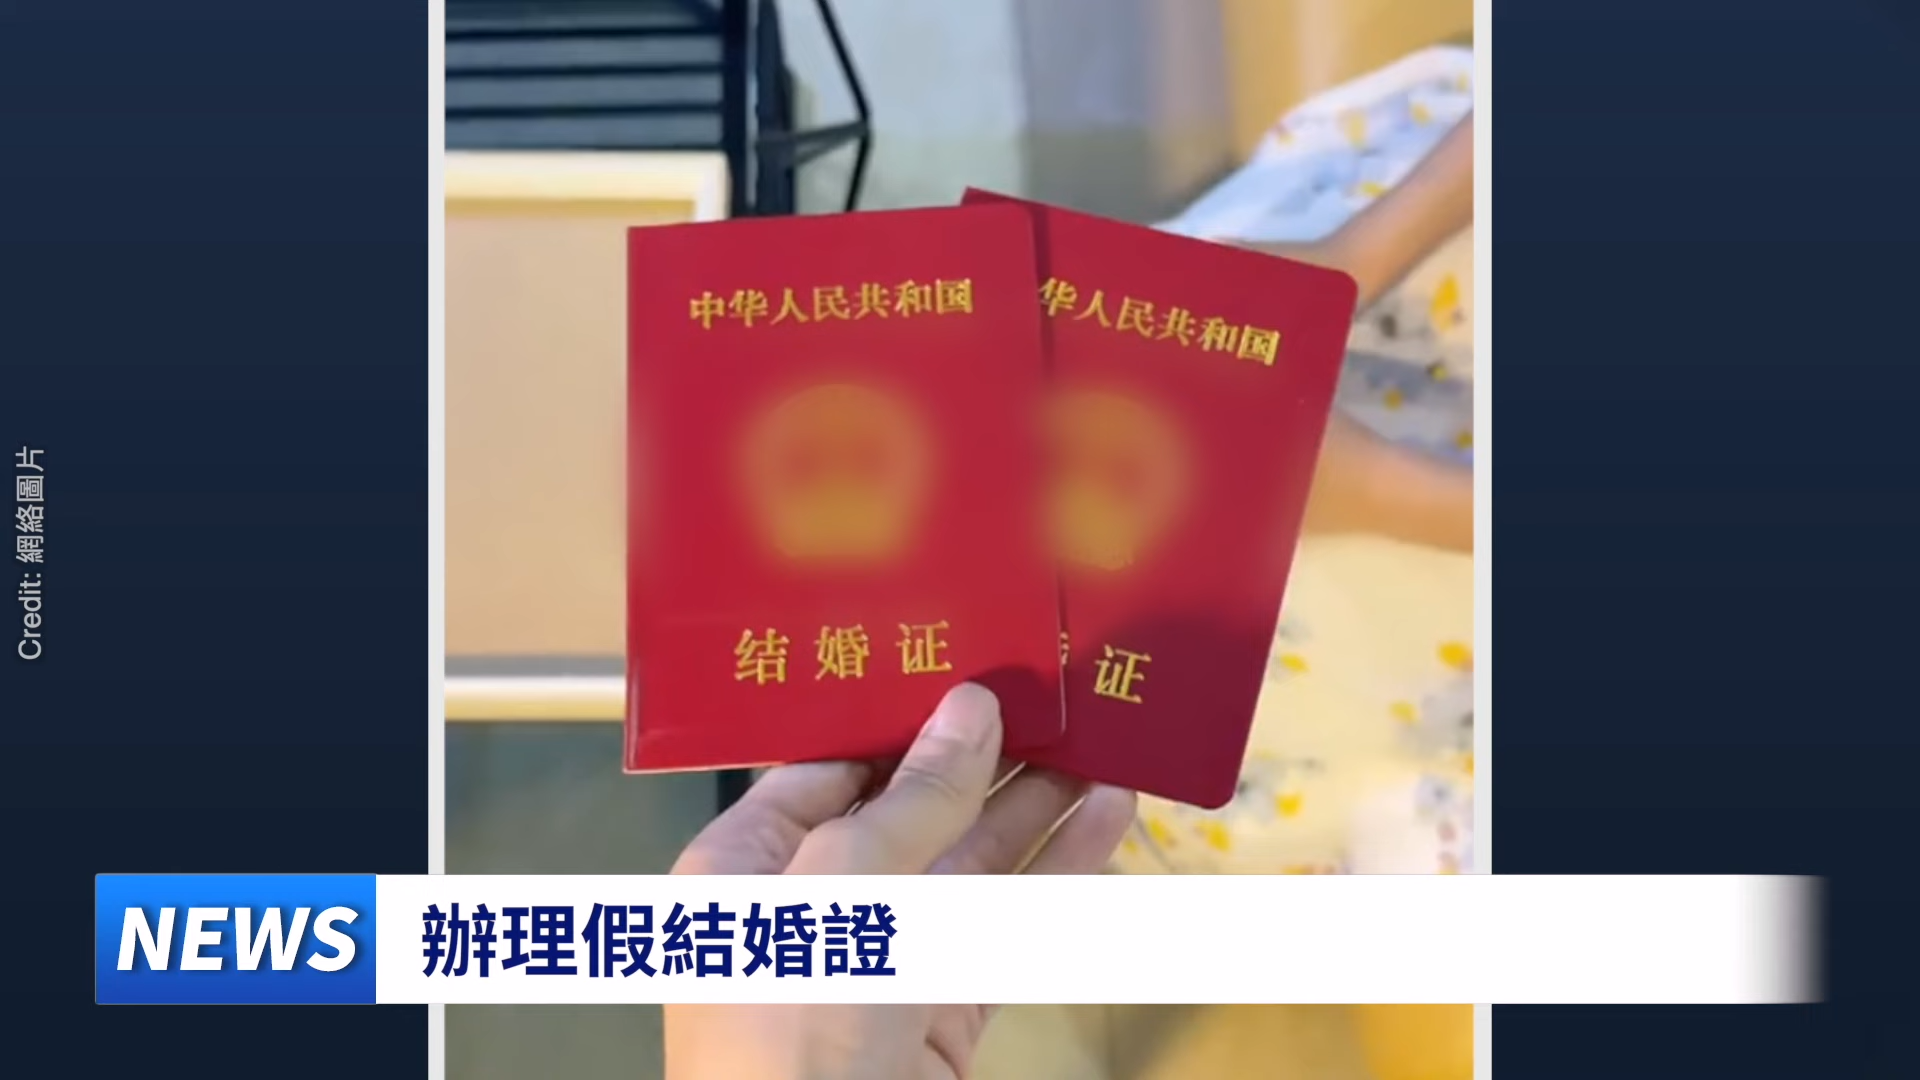 中华人民共和国
结婚证
华人民共和国
证
Credit: 網絡圖片
NEWS
辦理假結婚證